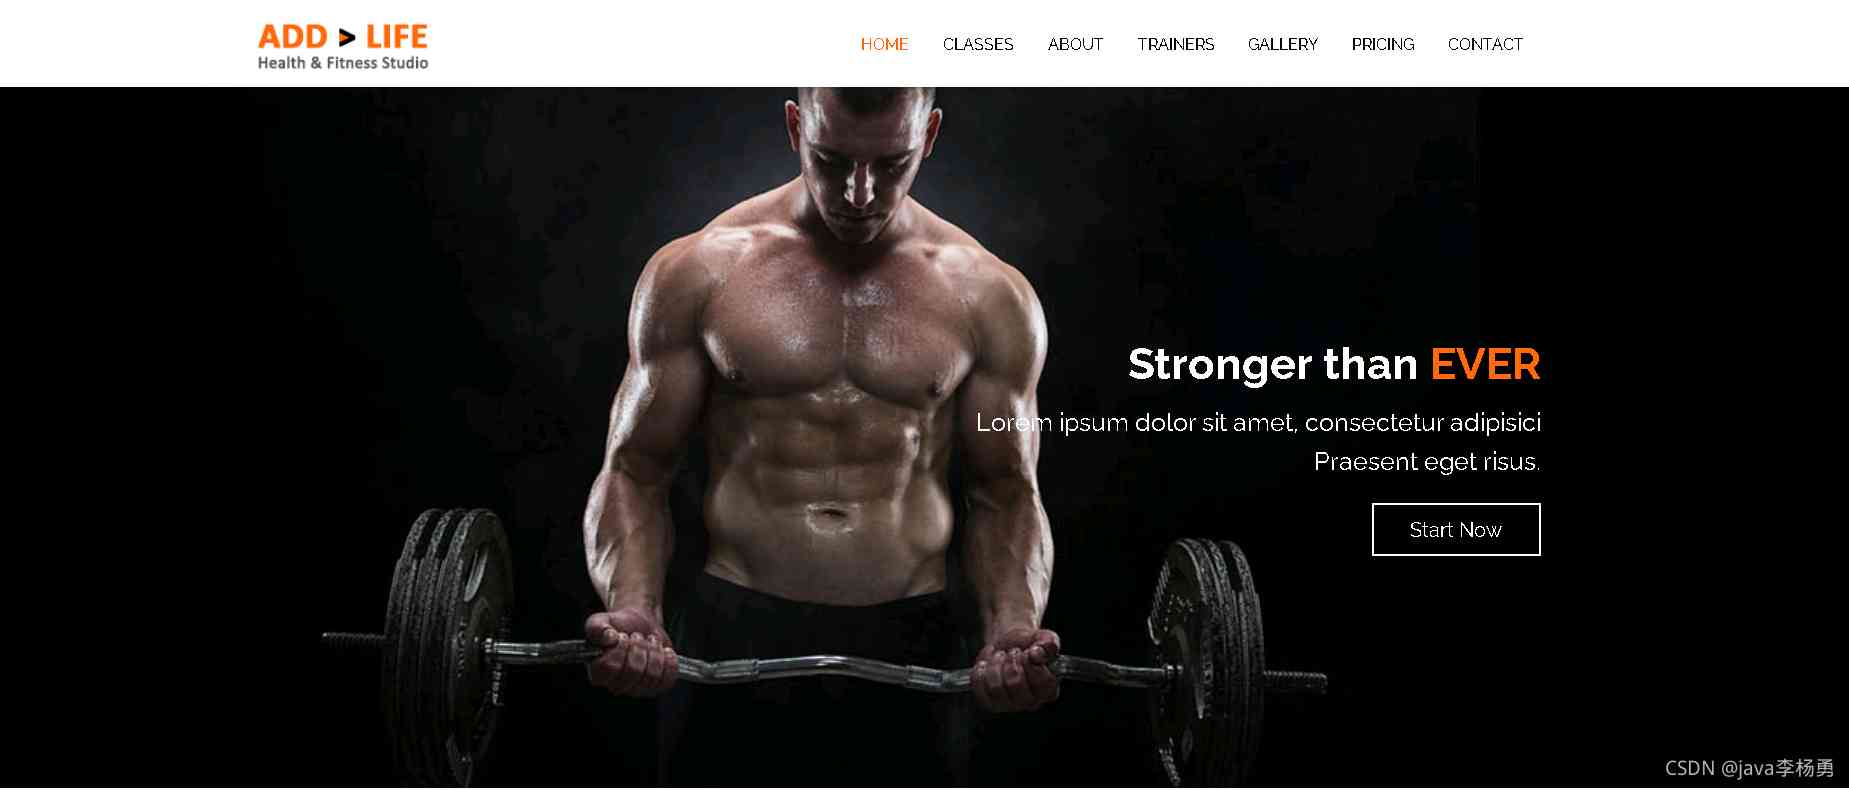 ADD > LIFE
Health & Fitness Studio
HOME CLASSES ABOUT TRAINERS GALLERY PRICING CONTACT
Stronger than EVER
Lorem ipsum dolor sit amet, consectetur adipisici
Praesent eget risus.
Start Now
CSDN @java李杨勇